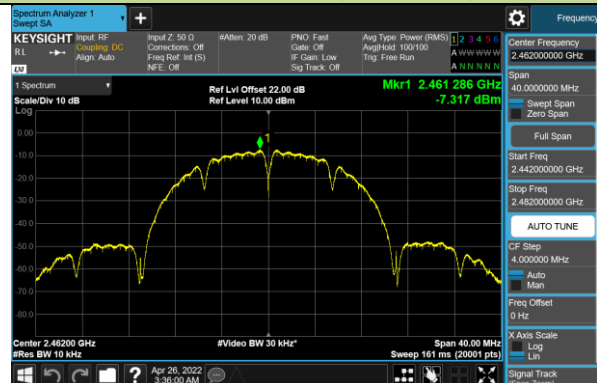 Spectrum Analyzer 1
Swept SA
Frequency
KEYSIGHT
Input: RF
Input Z: 50 Ω
#Atten: 20 dB
PNO: Fast
Avg Type: Power (RMS)
1 2 3 4 5 6
R L
Coupling: DC
Corrections: Off
Gate: Off
Avg|Hold: 100/100
A W W W W W
Align: Auto
Freq Ref: Int (S)
IF Gain: Low
Trig: Free Run
NFE: Off
Sig Track: Off
A N N N N N
LXI
1 Spectrum
Ref Lvl Offset 22.00 dB
Mkr1 2.461 286 GHz
Scale/Div 10 dB
Ref Level 10.00 dBm
-7.317 dBm
Log
1
0.00
-10.0
-20.0
-30.0
-40.0
-50.0
-60.0
-70.0
-80.0
Center 2.46200 GHz
#Video BW 30 kHz*
Span 40.00 MHz
#Res BW 10 kHz
Sweep 161 ms (20001 pts)
Center Frequency
2.462000000 GHz
Span
40.0000000 MHz
Swept Span
Zero Span
Full Span
Start Freq
2.442000000 GHz
Stop Freq
2.482000000 GHz
AUTO TUNE
CF Step
4.000000 MHz
Auto
Man
Freq Offset
0 Hz
X Axis Scale
Log
Lin
Signal Track
?
Apr 26, 2022
3:36:00 AM